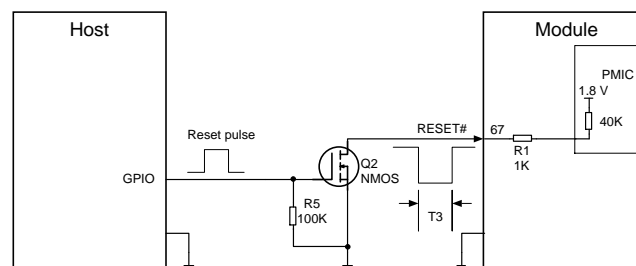 Host
Module
PMIC
1.8 V
40K
Reset pulse
RESET#
67
R1
1K
GPIO
Q2
NMOS
R5
100K
T3